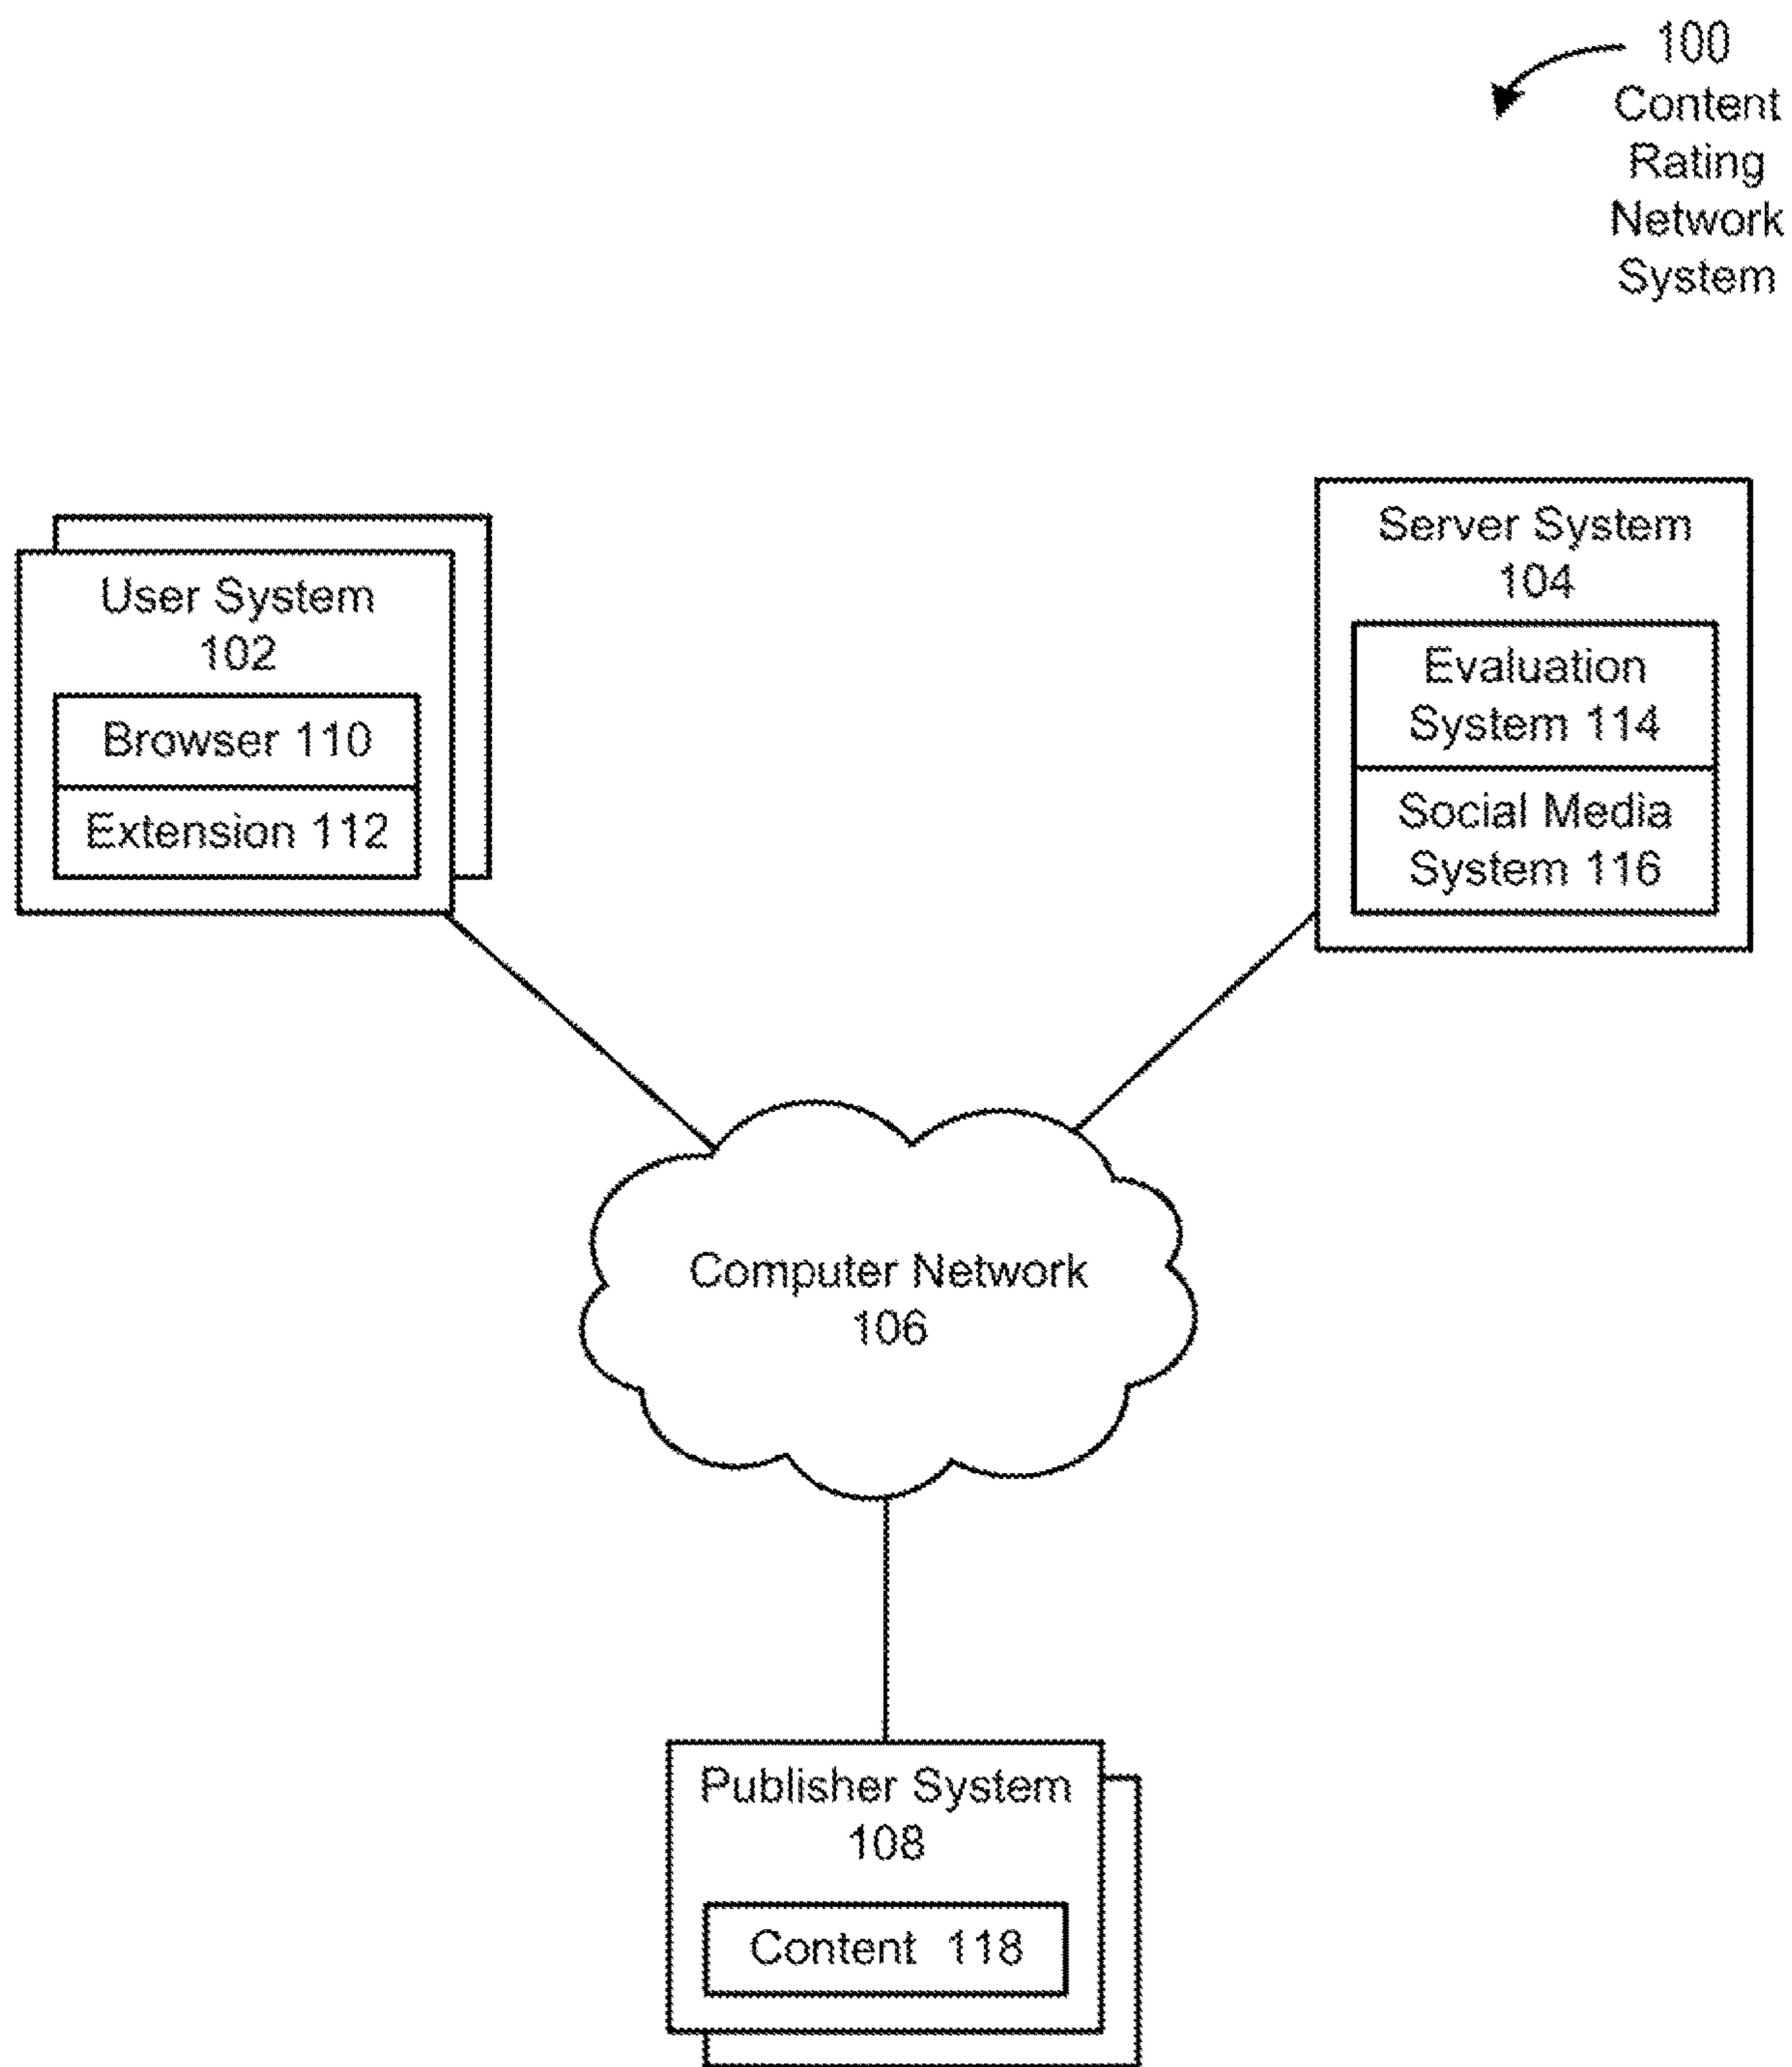 100
Content
Rating
Network
System
User System
102
Browser 110
Extension 112
Server System
104
Evaluation
System 114
Social Media
System 116
Computer Network
106
Publisher System
108
Content 118